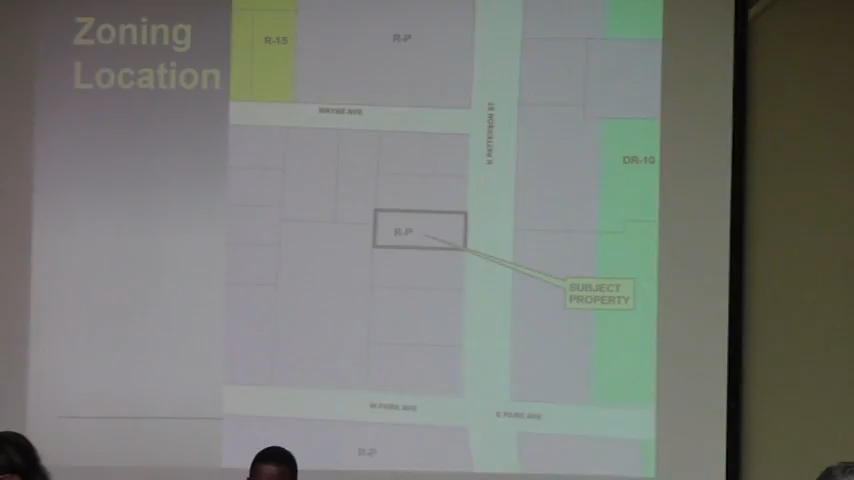 Zoning
Location
R-15
R-P
WAYNE AVE
N PATTERSON ST
DR-10
R-P
SUBJECT
PROPERTY
W PARK AVE
E PARK AVE
R-P